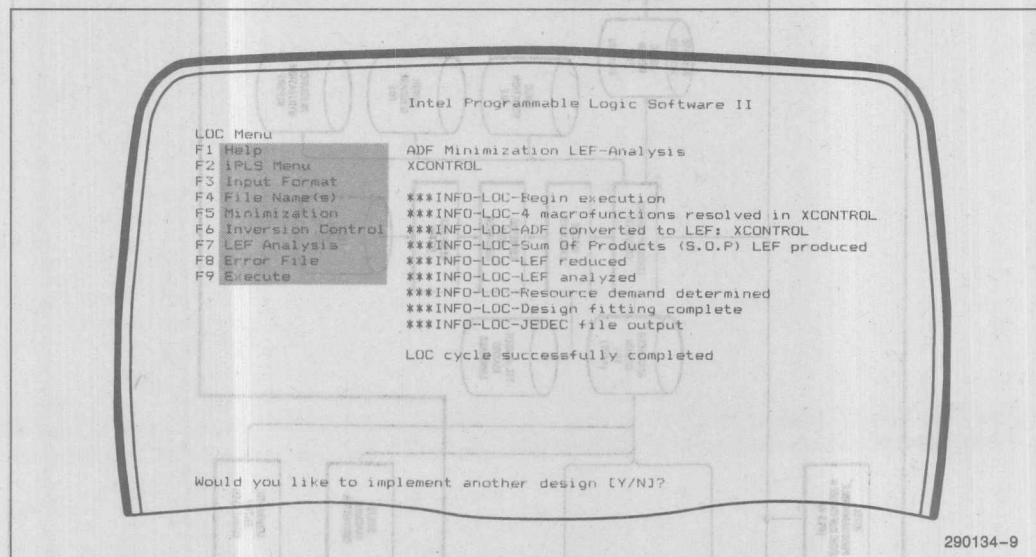 Intel Programmable Logic Software II
LOC Menu
F1 Help
F2 iPLS Menu
F3 Input Format
F4 File Name(s)
F5 Minimization
F6 Inversion Control
F7 LEF Analysis
F8 Error File
F9 Execute
ADF Minimization LEF-Analysis
XCONTROL
***INFO-LOC-Begin execution
***INFO-LOC-4 macrofunctions resolved in XCONTROL
***INFO-LOC-ADF converted to LEF: XCONTROL
***INFO-LOC-Sum Of Products (S.O.P) LEF produced
***INFO-LOC-LEF reduced
***INFO-LOC-LEF analyzed
***INFO-LOC-Resource demand determined
***INFO-LOC-Design fitting complete
***INFO-LOC-JEDEC file output
LOC cycle successfully completed
Would you like to implement another design [Y/N]?
290134-9